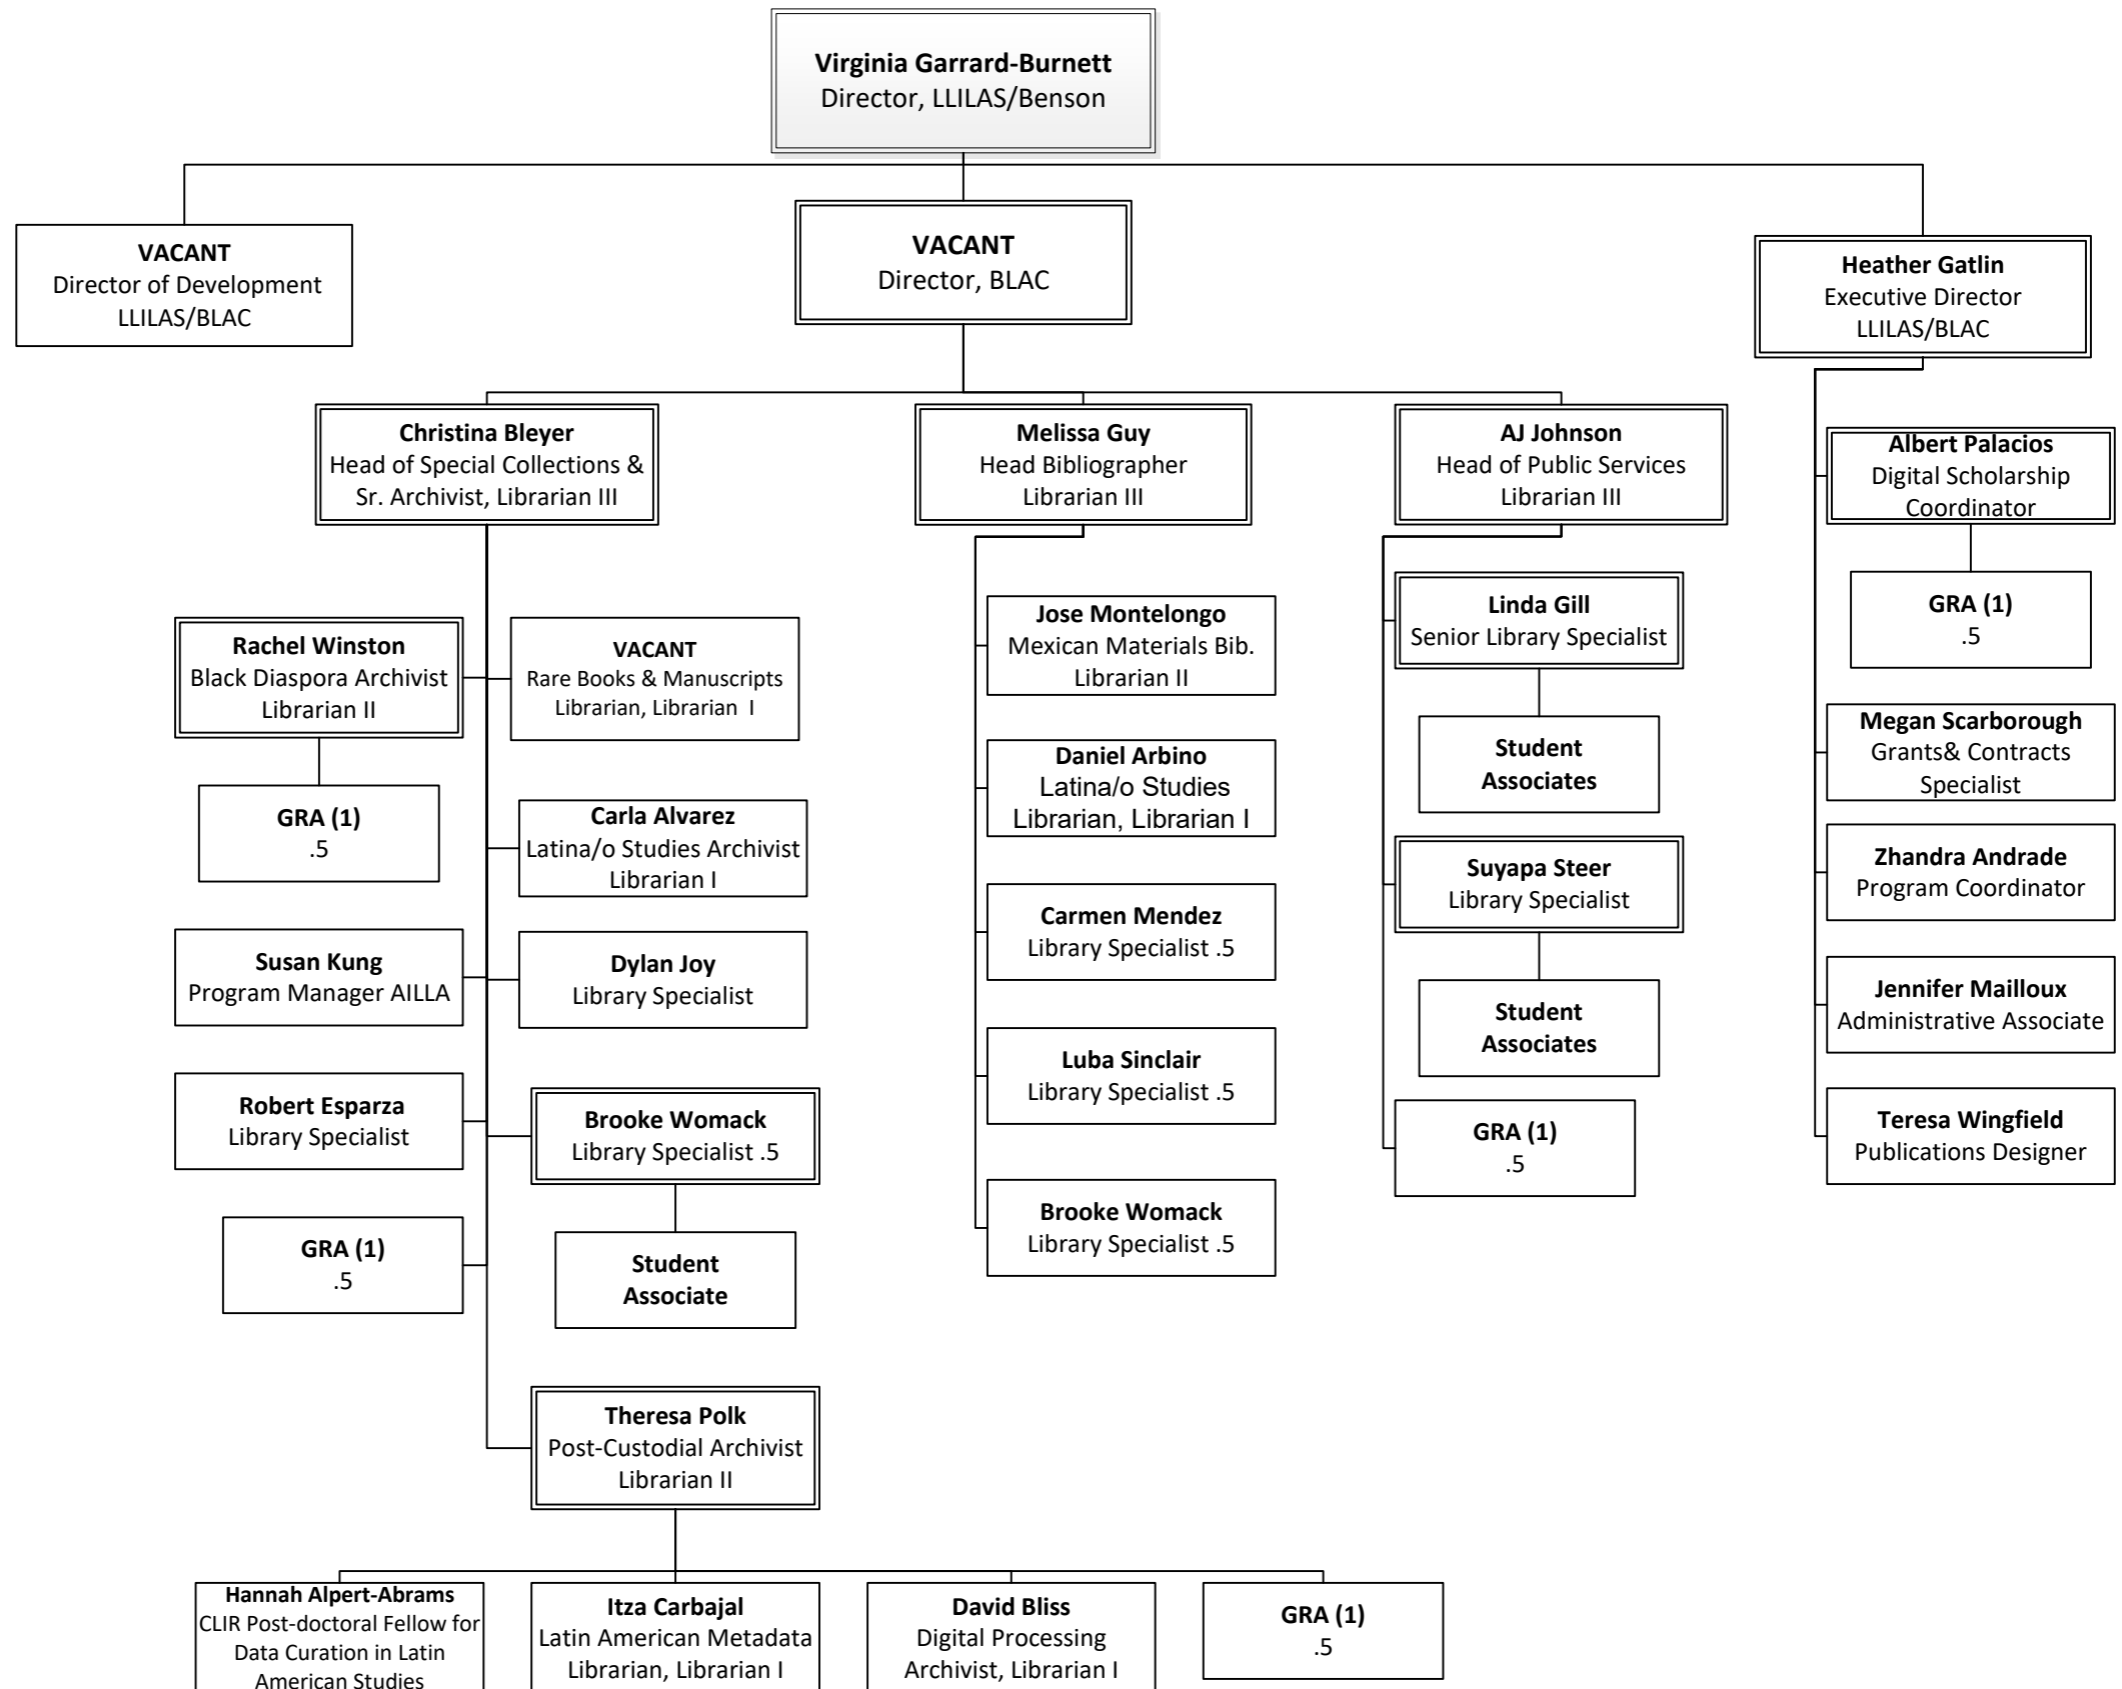 Virginia Garrard-Burnett
Director, LLILAS/Benson
VACANT
Director of Development
LLILAS/BLAC
VACANT
Director, BLAC
Heather Gatlin
Executive Director
LLILAS/BLAC
Christina Bleyer
Head of Special Collections &
Sr. Archivist, Librarian III
Melissa Guy
Head Bibliographer
Librarian III
AJ Johnson
Head of Public Services
Librarian III
Albert Palacios
Digital Scholarship
Coordinator
GRA (1)
.5
Rachel Winston
Black Diaspora Archivist
Librarian II
VACANT
Rare Books & Manuscripts
Librarian, Librarian I
GRA (1)
.5
Carla Alvarez
Latina/o Studies Archivist
Librarian I
Susan Kung
Program Manager AILLA
Dylan Joy
Library Specialist
Robert Esparza
Library Specialist
Brooke Womack
Library Specialist .5
GRA (1)
.5
Student
Associate
Theresa Polk
Post-Custodial Archivist
Librarian II
Hannah Alpert-Abrams
CLIR Post-doctoral Fellow for
Data Curation in Latin
American Studies
Itza Carbajal
Latin American Metadata
Librarian, Librarian I
David Bliss
Digital Processing
Archivist, Librarian I
GRA (1)
.5
Jose Montelongo
Mexican Materials Bib.
Librarian II
Daniel Arbino
Latina/o Studies
Librarian, Librarian I
Carmen Mendez
Library Specialist .5
Luba Sinclair
Library Specialist .5
Brooke Womack
Library Specialist .5
Linda Gill
Senior Library Specialist
Student
Associates
Suyapa Steer
Library Specialist
Student
Associates
GRA (1)
.5
Megan Scarborough
Grants& Contracts
Specialist
Zhandra Andrade
Program Coordinator
Jennifer Mailloux
Administrative Associate
Teresa Wingfield
Publications Designer